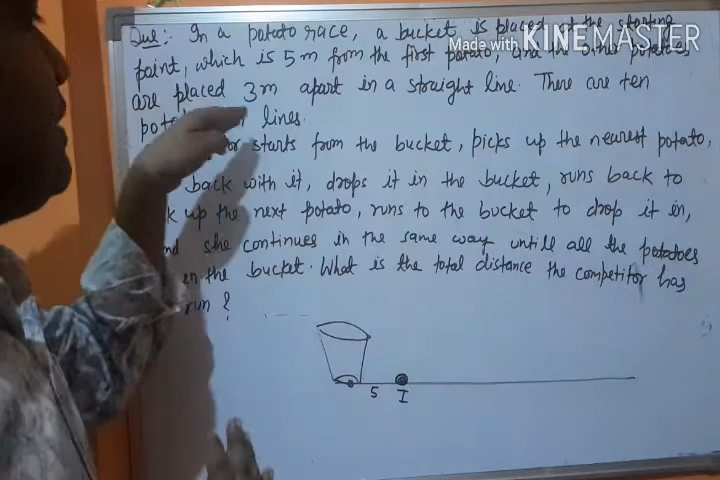 Que:- In a potato race, a bucket is placed at the starting
Made with KINEMASTER
point, which is 5 m from the first potato, and the other potatoes
are placed 3m apart in a straight line. There are ten
lines.
starts from the bucket, picks up the nearest potato,
back with it, drops it in the bucket, runs back to
up the next potato, runs to the bucket to drop it in,
she continues in the same way untill all the potatoes
the bucket. What is the total distance the competitor has
run ?
5 I